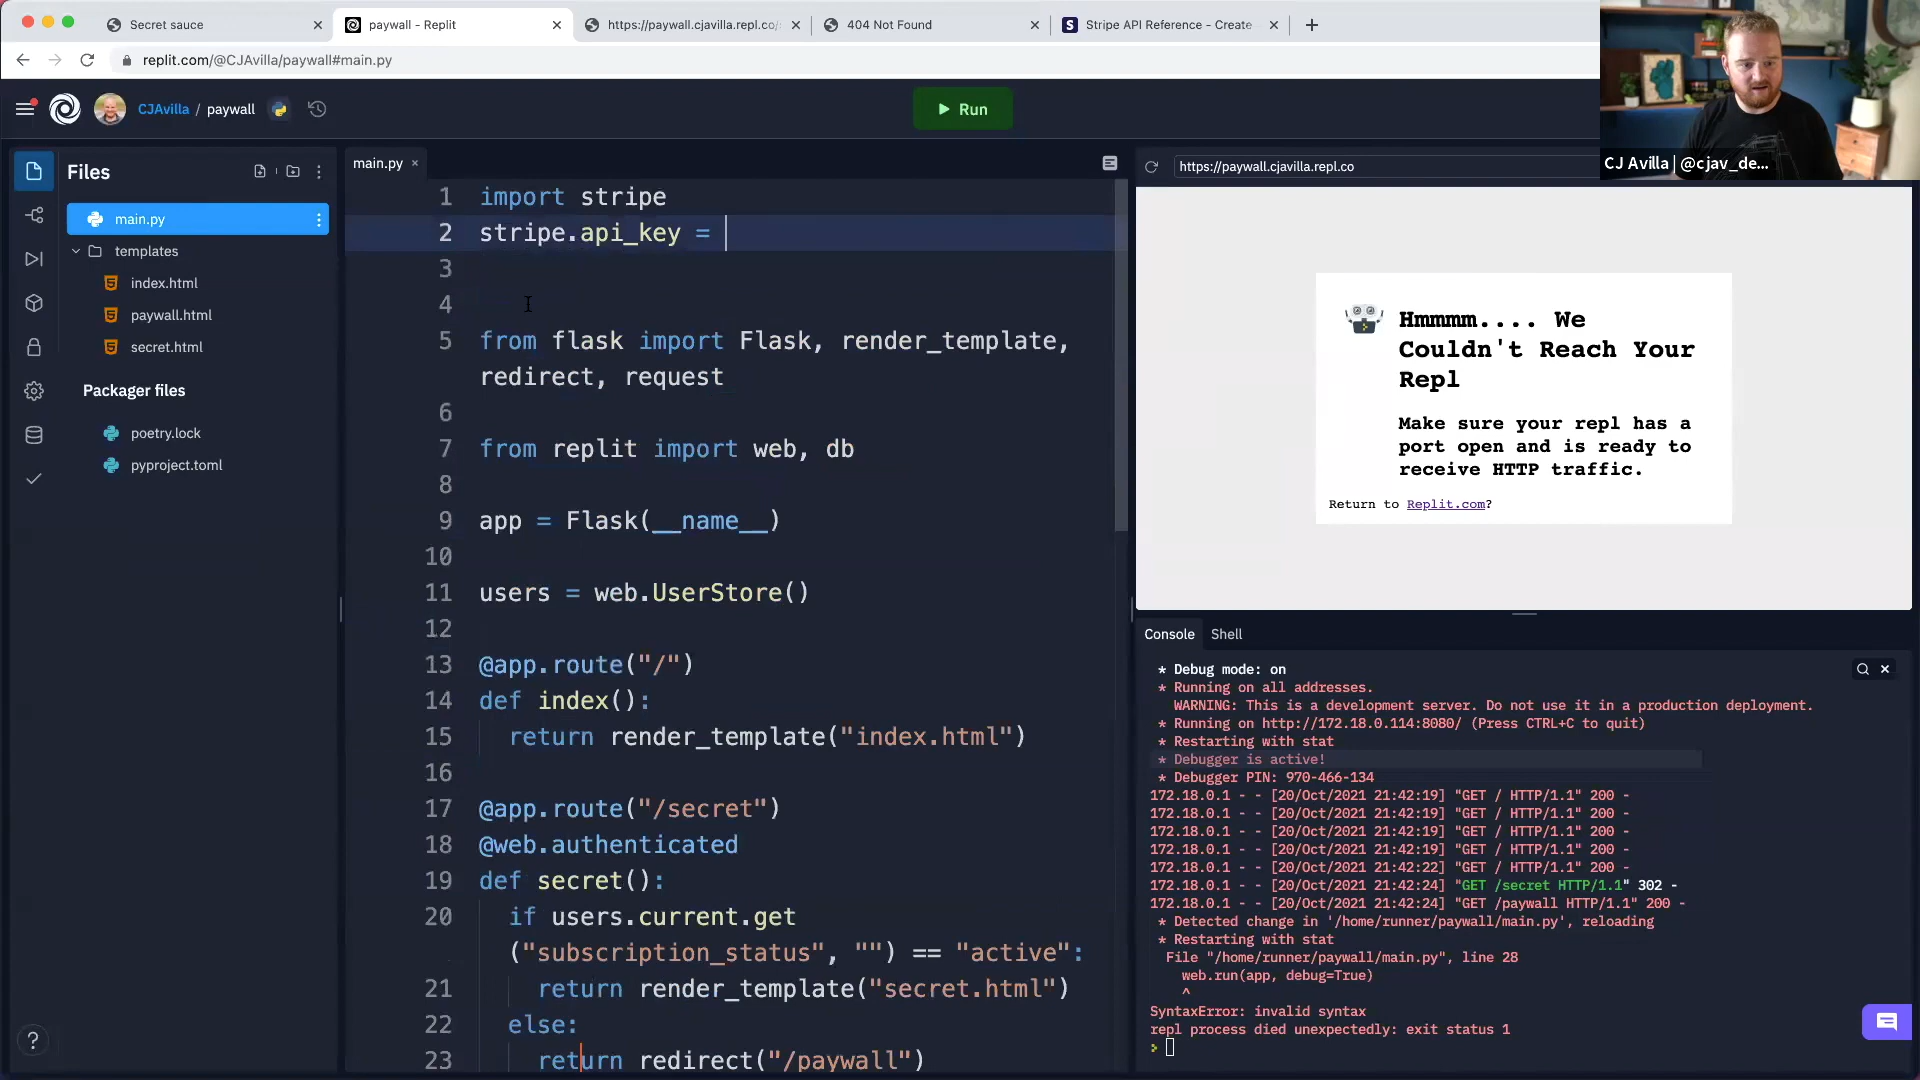 Secret sauce
paywall - Replit
https://paywall.cjavilla.repl.co/
404 Not Found
Stripe API Reference - Create
replit.com/@CJAvilla/paywall#main.py
CJAvilla / paywall
Run
Files
main.py
templates
index.html
paywall.html
secret.html
Packager files
poetry.lock
pyproject.toml
main.py
1 import stripe
2 stripe.api_key =
3
4
5 from flask import Flask, render_template,
redirect, request
6
7 from replit import web, db
8
9 app = Flask(__name__)
10
11 users = web.UserStore()
12
13 @app.route("/")
14 def index():
15 return render_template("index.html")
16
17 @app.route("/secret")
18 @web.authenticated
19 def secret():
20 if users.current.get
("subscription_status", "") == "active":
21 return render_template("secret.html")
22 else:
23 return redirect("/paywall")
https://paywall.cjavilla.repl.co
CJ Avilla | @cjav_de...
Hmmmm.... We
Couldn't Reach Your
Repl
Make sure your repl has a
port open and is ready to
receive HTTP traffic.
Return to Replit.com?
Console Shell
* Debug mode: on
* Running on all addresses.
WARNING: This is a development server. Do not use it in a production deployment.
* Running on http://172.18.0.114:8080/ (Press CTRL+C to quit)
* Restarting with stat
* Debugger is active!
* Debugger PIN: 970-466-134
172.18.0.1 - - [20/Oct/2021 21:42:19] "GET / HTTP/1.1" 200 -
172.18.0.1 - - [20/Oct/2021 21:42:19] "GET / HTTP/1.1" 200 -
172.18.0.1 - - [20/Oct/2021 21:42:19] "GET / HTTP/1.1" 200 -
172.18.0.1 - - [20/Oct/2021 21:42:19] "GET / HTTP/1.1" 200 -
172.18.0.1 - - [20/Oct/2021 21:42:22] "GET / HTTP/1.1" 200 -
172.18.0.1 - - [20/Oct/2021 21:42:24] "GET /secret HTTP/1.1" 302 -
172.18.0.1 - - [20/Oct/2021 21:42:24] "GET /paywall HTTP/1.1" 200 -
* Detected change in '/home/runner/paywall/main.py', reloading
* Restarting with stat
File "/home/runner/paywall/main.py", line 28
web.run(app, debug=True)
^
SyntaxError: invalid syntax
repl process died unexpectedly: exit status 1